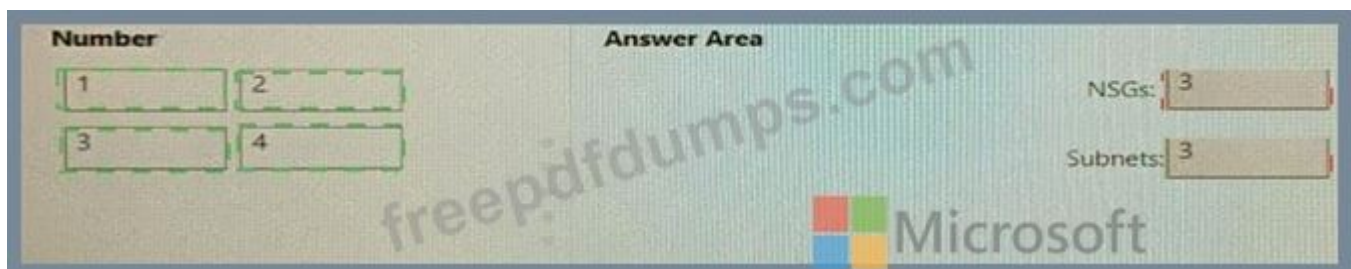 Number
Answer Area
1
2
NSGs: 3
3
4
Subnets: 3
freepdfdumps.com
Microsoft